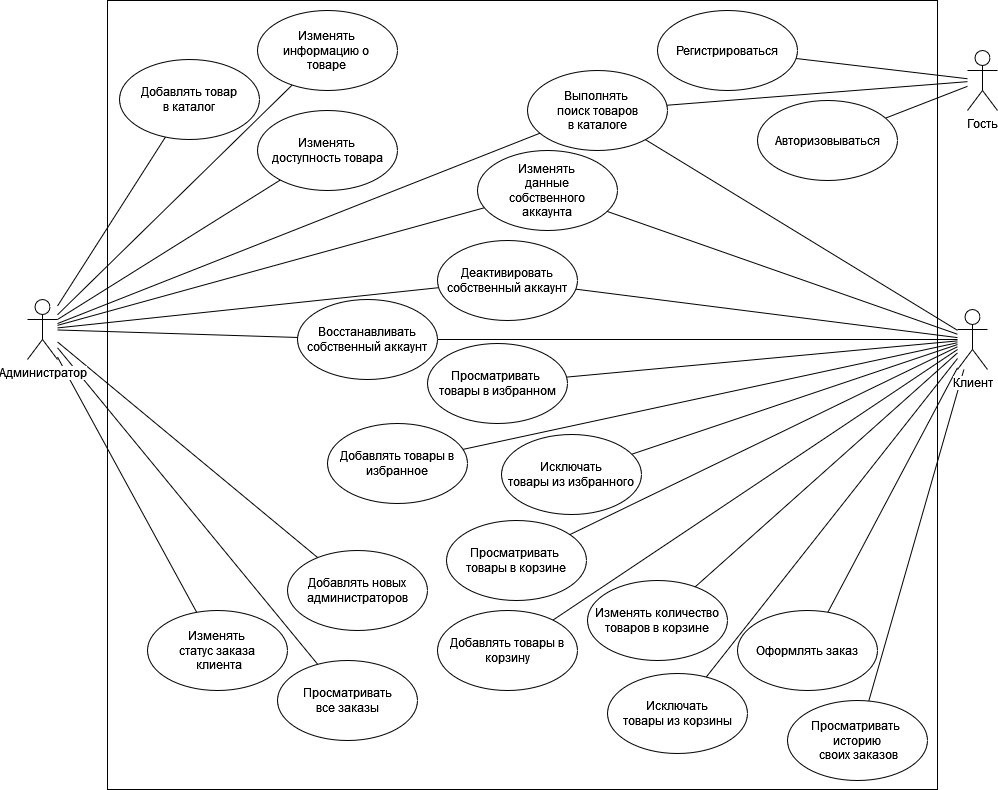 Изменять
информацию о
товаре
Регистрироваться
Добавлять товар
в каталог
Выполнять
поиск товаров
в каталоге
Гость
Изменять
доступность товара
Авторизовываться
Изменять
данные
собственного
аккаунта
Деактивировать
собственный аккаунт
Восстанавливать
собственный аккаунт
Администратор
Клиент
Просматривать
товары в избранном
Добавлять товары в
избранное
Исключать
товары из избранного
Просматривать
товары в корзине
Добавлять новых
администраторов
Изменять количество
товаров в корзине
Изменять
статус заказа
клиента
Добавлять товары в
корзину
Оформлять заказ
Просматривать
все заказы
Исключать
товары из корзины
Просматривать
историю
своих заказов